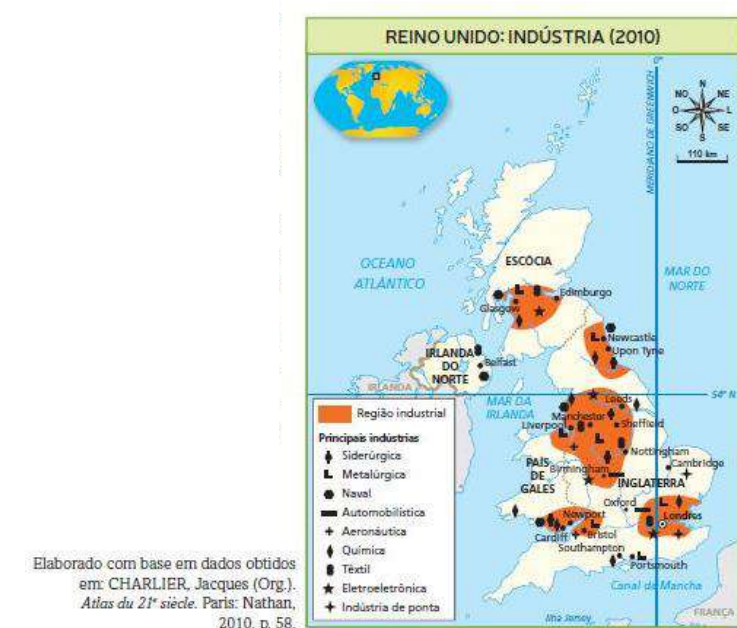 REINO UNIDO: INDÚSTRIA (2010)
MERIDIANO DE GREENWICH
0°
N
NO
NE
O
L
SO
SE
S
110 km
OCEANO
ATLÂNTICO
ESCÓCIA
MAR DO
NORTE
Edimburgo
Glasgow
Newcastle
Upon Tyne
IRLANDA
DO
NORTE
Belfast
IRLANDA
MAR DA
IRLANDA
54° N
Leeds
Manchester
Liverpool
Sheffield
Nottingham
PAÍS
DE
GALES
Birmingham
Cambridge
INGLATERRA
Oxford
Newport
Londres
Cardiff
Bristol
Southampton
Portsmouth
Canal da Mancha
Ilha Jersey
FRANÇA
Região industrial
Principais indústrias
Siderúrgica
Metalúrgica
Naval
Automobilística
Aeronáutica
Química
Têxtil
Eletroeletrônica
Indústria de ponta
Elaborado com base em dados obtidos
em: CHARLIER, Jacques (Org.).
Atlas du 21e siècle. Paris: Nathan,
2010. p. 58.